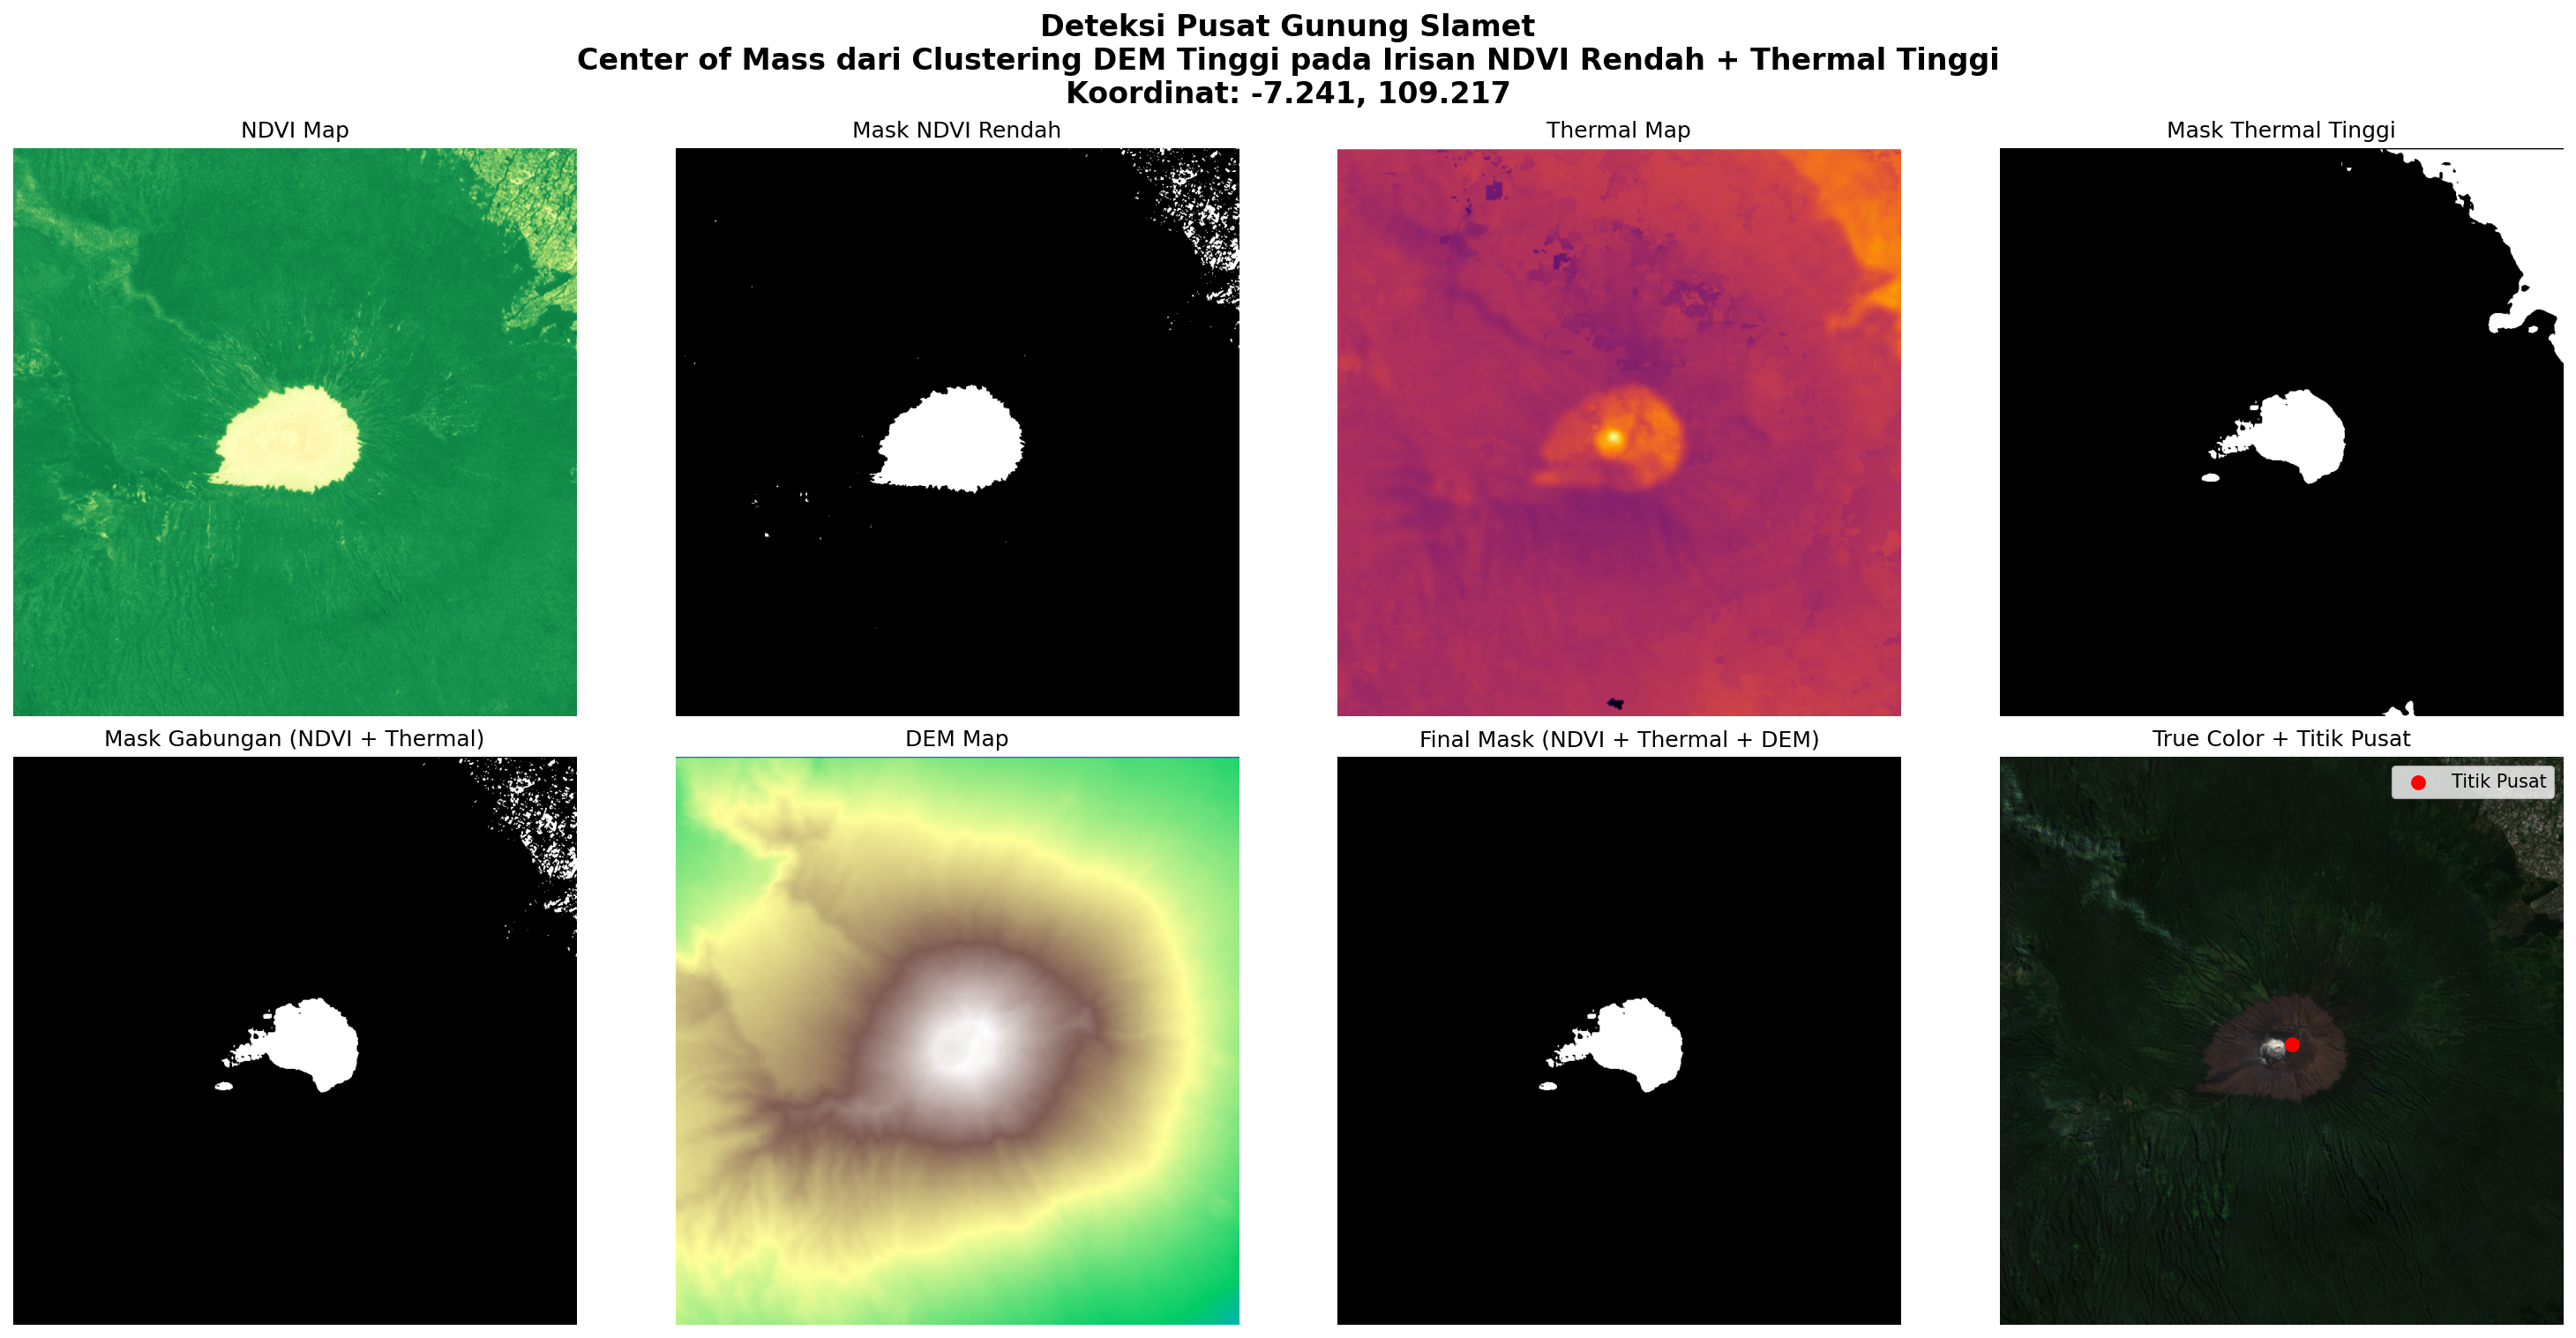 Deteksi Pusat Gunung Slamet
Center of Mass dari Clustering DEM Tinggi pada Irisan NDVI Rendah + Thermal Tinggi
Koordinat: -7.241, 109.217
NDVI Map
Mask NDVI Rendah
Thermal Map
Mask Thermal Tinggi
Mask Gabungan (NDVI + Thermal)
DEM Map
Final Mask (NDVI + Thermal + DEM)
True Color + Titik Pusat
Titik Pusat